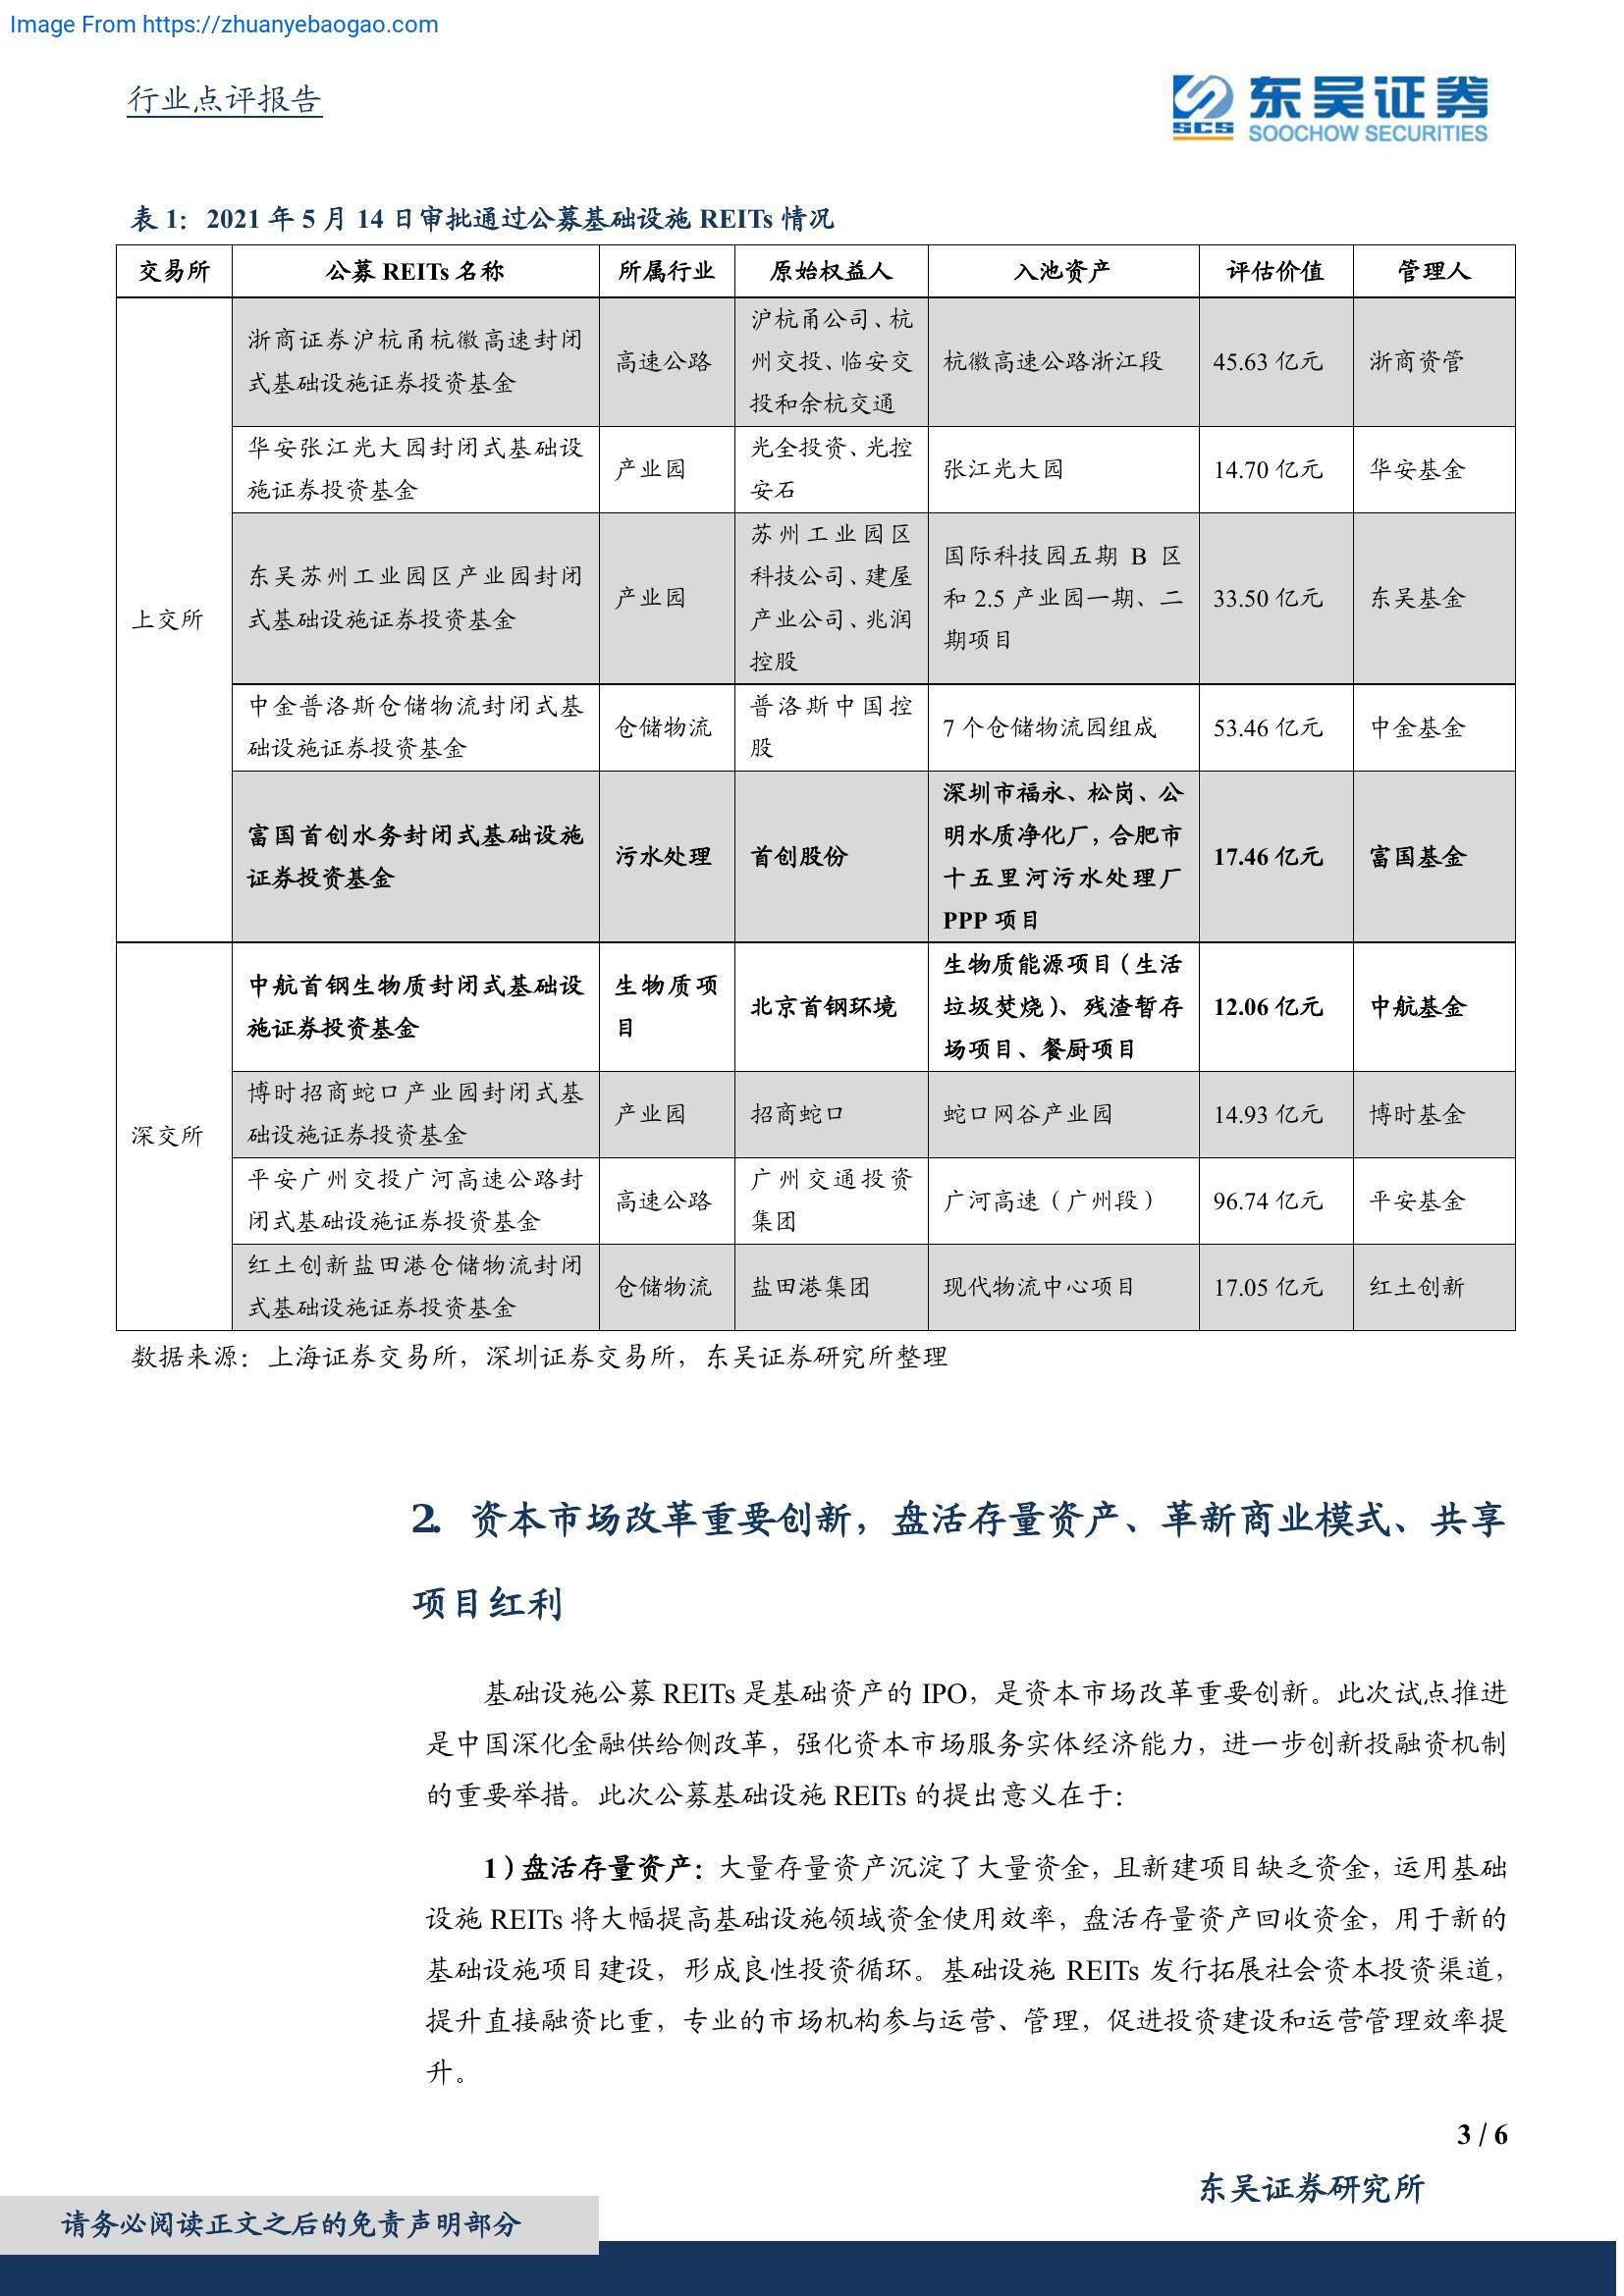 Image From https://zhuanyebaogao.com
行业点评报告
SCS
东吴证券
SOOCHOW SECURITIES
表 1：2021 年 5 月 14 日审批通过公募基础设施 REITs 情况
交易所 公募 REITs 名称 所属行业 原始权益人 入池资产 评估价值 管理人
上交所
浙商证券沪杭甬杭徽高速封闭
式基础设施证券投资基金
高速公路
沪杭甬公司、杭
州交投、临安交
投和余杭交通
杭徽高速公路浙江段
45.63 亿元
浙商资管
华安张江光大园封闭式基础设
施证券投资基金
产业园
光全投资、光控
安石
张江光大园
14.70 亿元
华安基金
东吴苏州工业园区产业园封闭
式基础设施证券投资基金
产业园
苏州工业园区
科技公司、建屋
产业公司、兆润
控股
国际科技园五期 B 区
和 2.5 产业园一期、二
期项目
33.50 亿元
东吴基金
中金普洛斯仓储物流封闭式基
础设施证券投资基金
仓储物流
普洛斯中国控
股
7 个仓储物流园组成
53.46 亿元
中金基金
富国首创水务封闭式基础设施
证券投资基金
污水处理
首创股份
深圳市福永、松岗、公
明水质净化厂，合肥市
十五里河污水处理厂
PPP 项目
17.46 亿元
富国基金
深交所
中航首钢生物质封闭式基础设
施证券投资基金
生物质项
目
北京首钢环境
生物质能源项目（生活
垃圾焚烧）、残渣暂存
场项目、餐厨项目
12.06 亿元
中航基金
博时招商蛇口产业园封闭式基
础设施证券投资基金
产业园
招商蛇口
蛇口网谷产业园
14.93 亿元
博时基金
平安广州交投广河高速公路封
闭式基础设施证券投资基金
高速公路
广州交通投资
集团
广河高速（广州段）
96.74 亿元
平安基金
红土创新盐田港仓储物流封闭
式基础设施证券投资基金
仓储物流
盐田港集团
现代物流中心项目
17.05 亿元
红土创新
数据来源：上海证券交易所，深圳证券交易所，东吴证券研究所整理
2. 资本市场改革重要创新，盘活存量资产、革新商业模式、共享
项目红利
基础设施公募 REITs 是基础资产的 IPO，是资本市场改革重要创新。此次试点推进
是中国深化金融供给侧改革，强化资本市场服务实体经济能力，进一步创新投融资机制
的重要举措。此次公募基础设施 REITs 的提出意义在于：
1）盘活存量资产：大量存量资产沉淀了大量资金，且新建项目缺乏资金，运用基础
设施 REITs 将大幅提高基础设施领域资金使用效率，盘活存量资产回收资金，用于新的
基础设施项目建设，形成良性投资循环。基础设施 REITs 发行拓展社会资本投资渠道，
提升直接融资比重，专业的市场机构参与运营、管理，促进投资建设和运营管理效率提
升。
3 / 6
东吴证券研究所
请务必阅读正文之后的免责声明部分